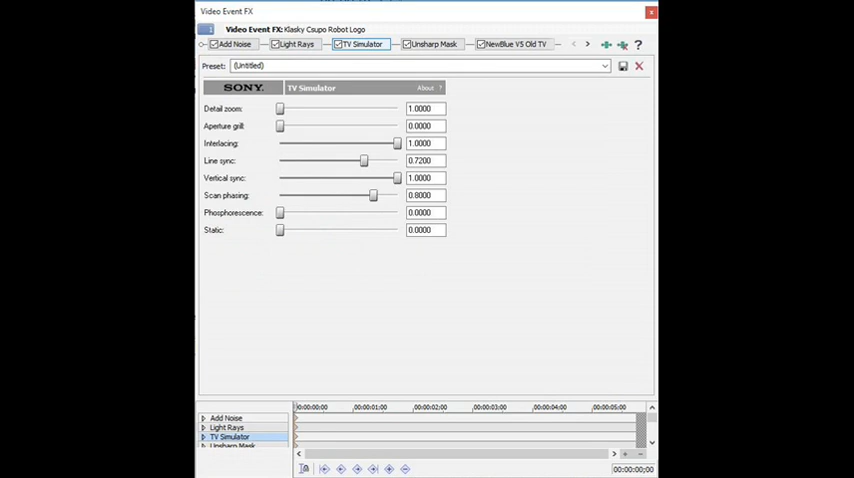 Video Event FX
Video Event FX: Klasky Csupo Robot Logo
Add Noise Light Rays TV Simulator Unsharp Mask NewBlue V5 Old TV
Preset: (Untitled)
SONY. TV Simulator About ?
Detail zoom: 1.0000
Aperture grill: 0.0000
Interlacing: 1.0000
Line sync: 0.7200
Vertical sync: 1.0000
Scan phasing: 0.8000
Phosphorescence: 0.0000
Static: 0.0000
00:00:00;00 00:00:01;00 00:00:02;00 00:00:03;00 00:00:04;00 00:00:05;00
Add Noise
Light Rays
TV Simulator
Unsharp Mask
00:00:00;00